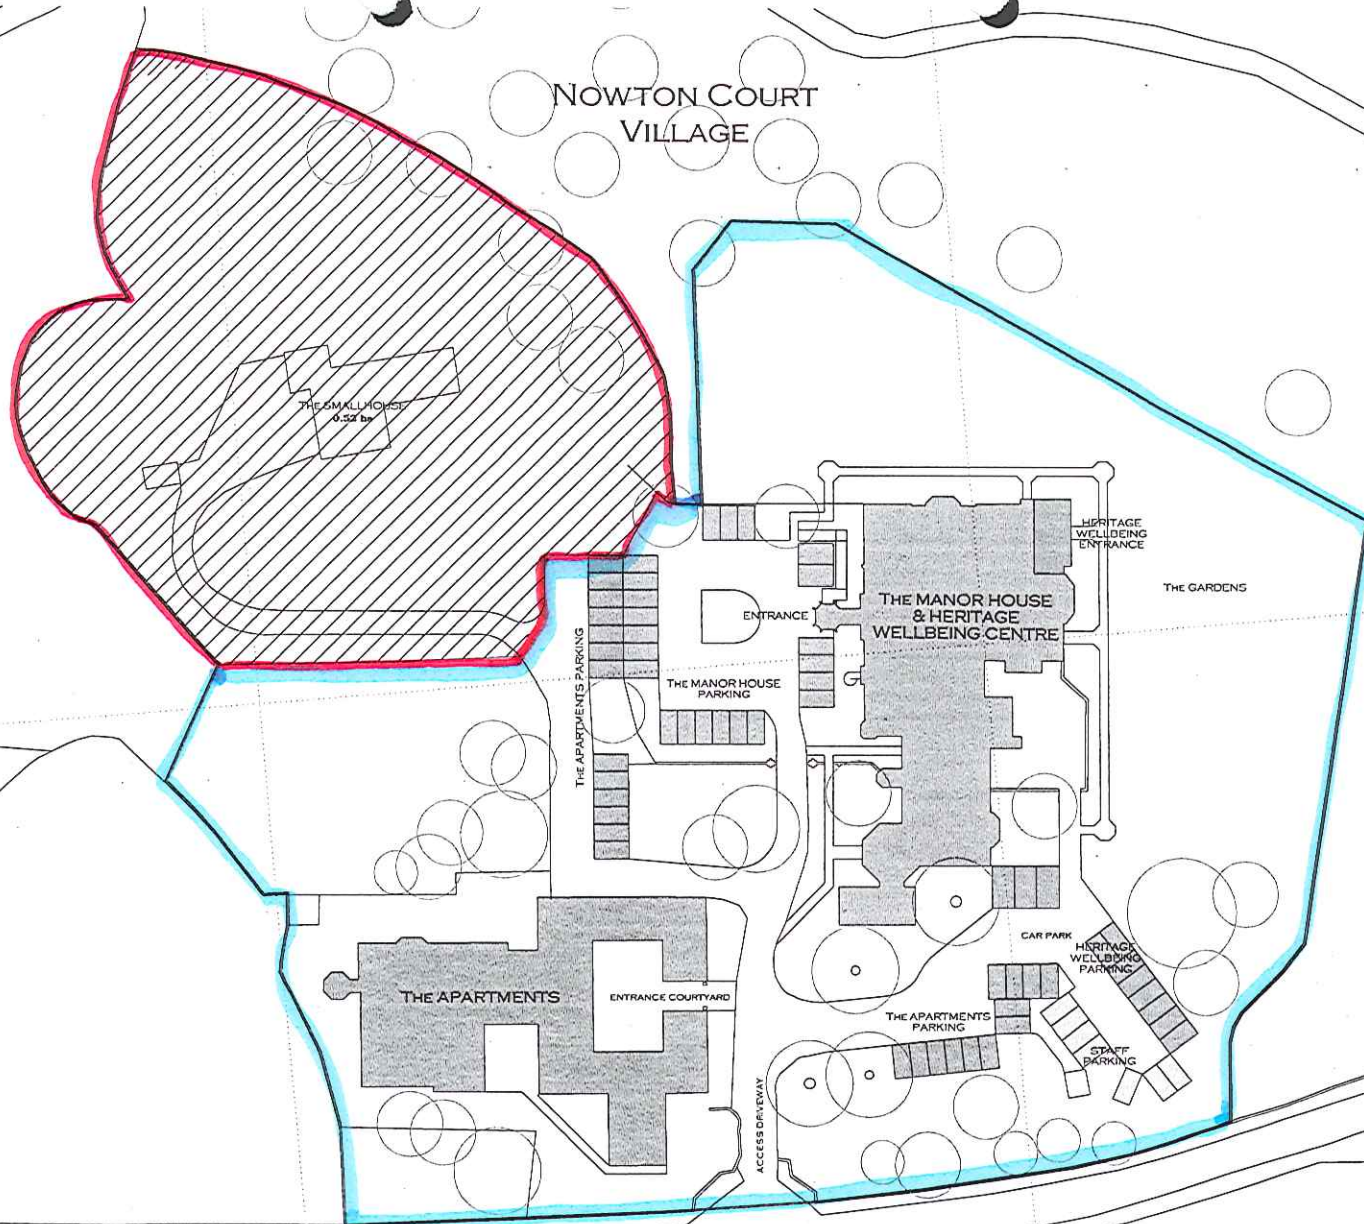 NOWTON COURT
VILLAGE
THE SMALLHOUSE
0.52 ha
HERITAGE
WELLBEING
ENTRANCE
THE GARDENS
THE MANOR HOUSE
& HERITAGE
WELLBEING CENTRE
ENTRANCE
THE MANOR HOUSE
PARKING
THE APARTMENTS PARKING
CAR PARK
HERITAGE
WELLBEING
PARKING
THE APARTMENTS
ENTRANCE COURTYARD
THE APARTMENTS
PARKING
STAFF
PARKING
ACCESS DRIVEWAY